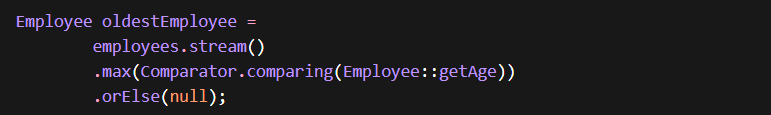 Employee oldestEmployee =
employees.stream()
.max(Comparator.comparing(Employee::getAge))
.orElse(null);